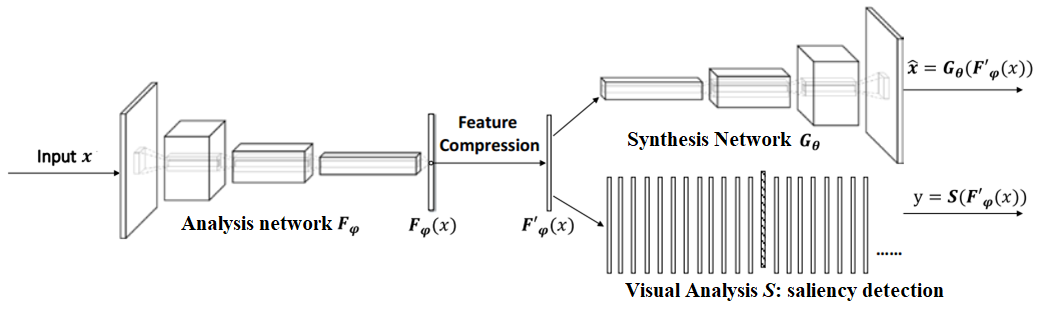 Input x
Analysis network Fφ
Fφ(x)
Feature
Compression
F'φ(x)
Synthesis Network Gθ
x̂ = Gθ(F'φ(x))
y = S(F'φ(x))
......
Visual Analysis S: saliency detection